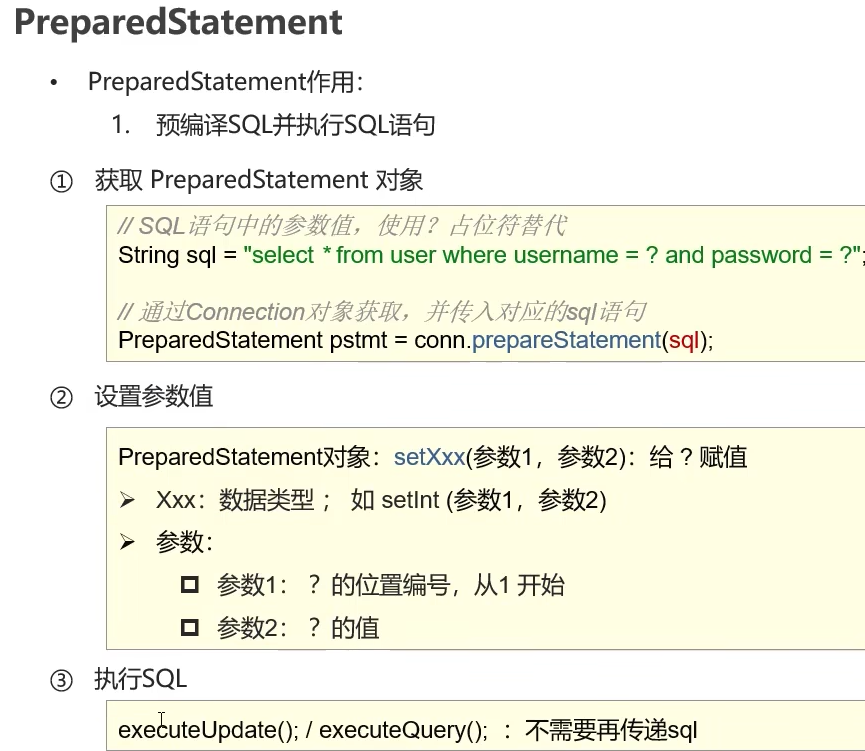 PreparedStatement
• PreparedStatement作用：
1. 预编译SQL并执行SQL语句
① 获取 PreparedStatement 对象
// SQL语句中的参数值，使用？占位符替代
String sql = "select * from user where username = ? and password = ?";
// 通过Connection对象获取，并传入对应的sql语句
PreparedStatement pstmt = conn.prepareStatement(sql);
② 设置参数值
PreparedStatement对象：setXxx(参数1，参数2)：给 ? 赋值
➢ Xxx：数据类型 ； 如 setInt (参数1，参数2)
➢ 参数：
参数1： ？的位置编号，从1 开始
参数2： ？的值
③ 执行SQL
executeUpdate(); / executeQuery(); ：不需要再传递sql